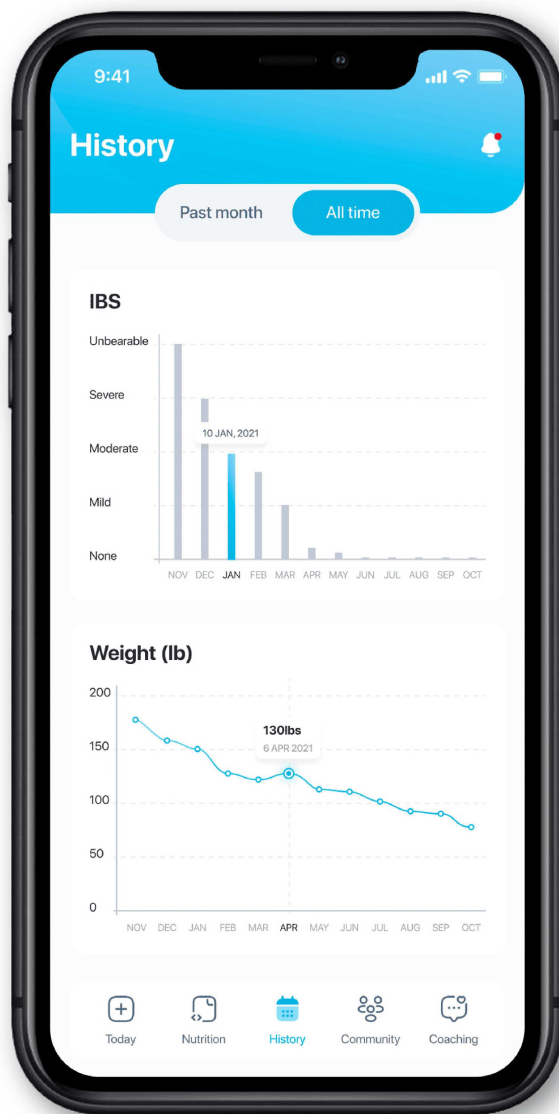 9:41
History
Past month All time
IBS
Unbearable
Severe
10 JAN, 2021
Moderate
Mild
None
NOV DEC JAN FEB MAR APR MAY JUN JUL AUG SEP OCT
Weight (lb)
200
130lbs
6 APR 2021
150
100
50
0
NOV DEC JAN FEB MAR APR MAY JUN JUL AUG SEP OCT
Today Nutrition History Community Coaching